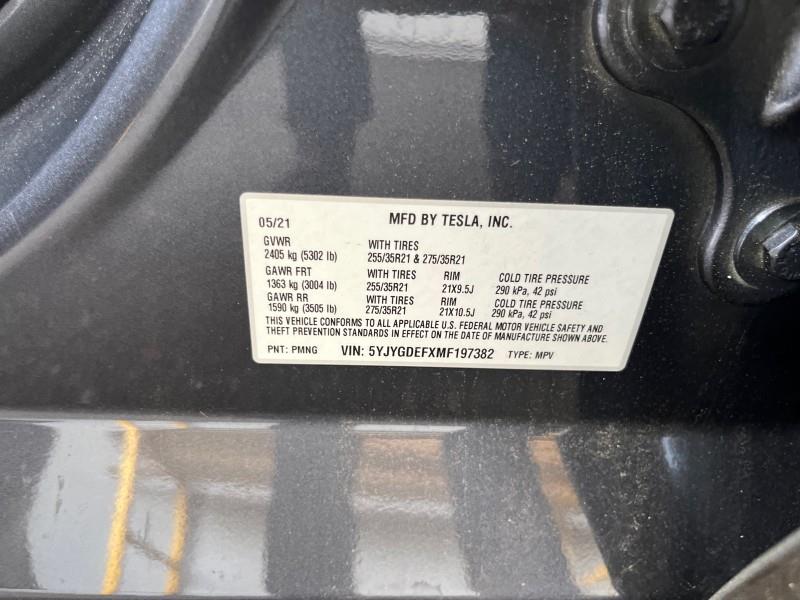 05/21 MFD BY TESLA, INC.
GVWR WITH TIRES
2405 kg (5302 lb) 255/35R21 & 275/35R21
GAWR FRT WITH TIRES RIM COLD TIRE PRESSURE
1363 kg (3004 lb) 255/35R21 21X9.5J 290 kPa, 42 psi
GAWR RR WITH TIRES RIM COLD TIRE PRESSURE
1590 kg (3505 lb) 275/35R21 21X10.5J 290 kPa, 42 psi
THIS VEHICLE CONFORMS TO ALL APPLICABLE U.S. FEDERAL MOTOR VEHICLE SAFETY AND
THEFT PREVENTION STANDARDS IN EFFECT ON THE DATE OF MANUFACTURE SHOWN ABOVE.
PNT: PMNG VIN: 5YJYGDEFXMF197382 TYPE: MPV